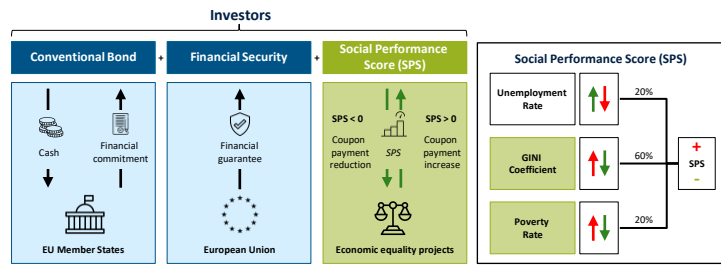 Investors
Conventional Bond
+
Financial Security
+
Social Performance
Score (SPS)
Cash
Financial
commitment
EU Member States
Financial
guarantee
European Union
SPS < 0
SPS > 0
Coupon
payment
reduction
SPS
Coupon
payment
increase
Economic equality projects
Social Performance Score (SPS)
Unemployment
Rate
20%
GINI
Coefficient
60%
Poverty
Rate
20%
+
SPS
-